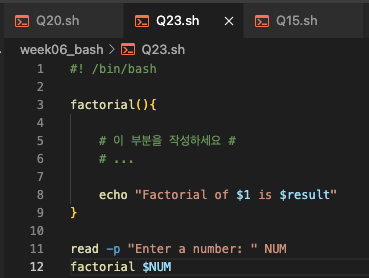 Q20.sh Q23.sh Q15.sh
week06_bash > Q23.sh
1 #! /bin/bash
2
3 factorial(){
4
5 # 이 부분을 작성하세요 #
6 # ...
7
8 echo "Factorial of $1 is $result"
9 }
10
11 read -p "Enter a number: " NUM
12 factorial $NUM